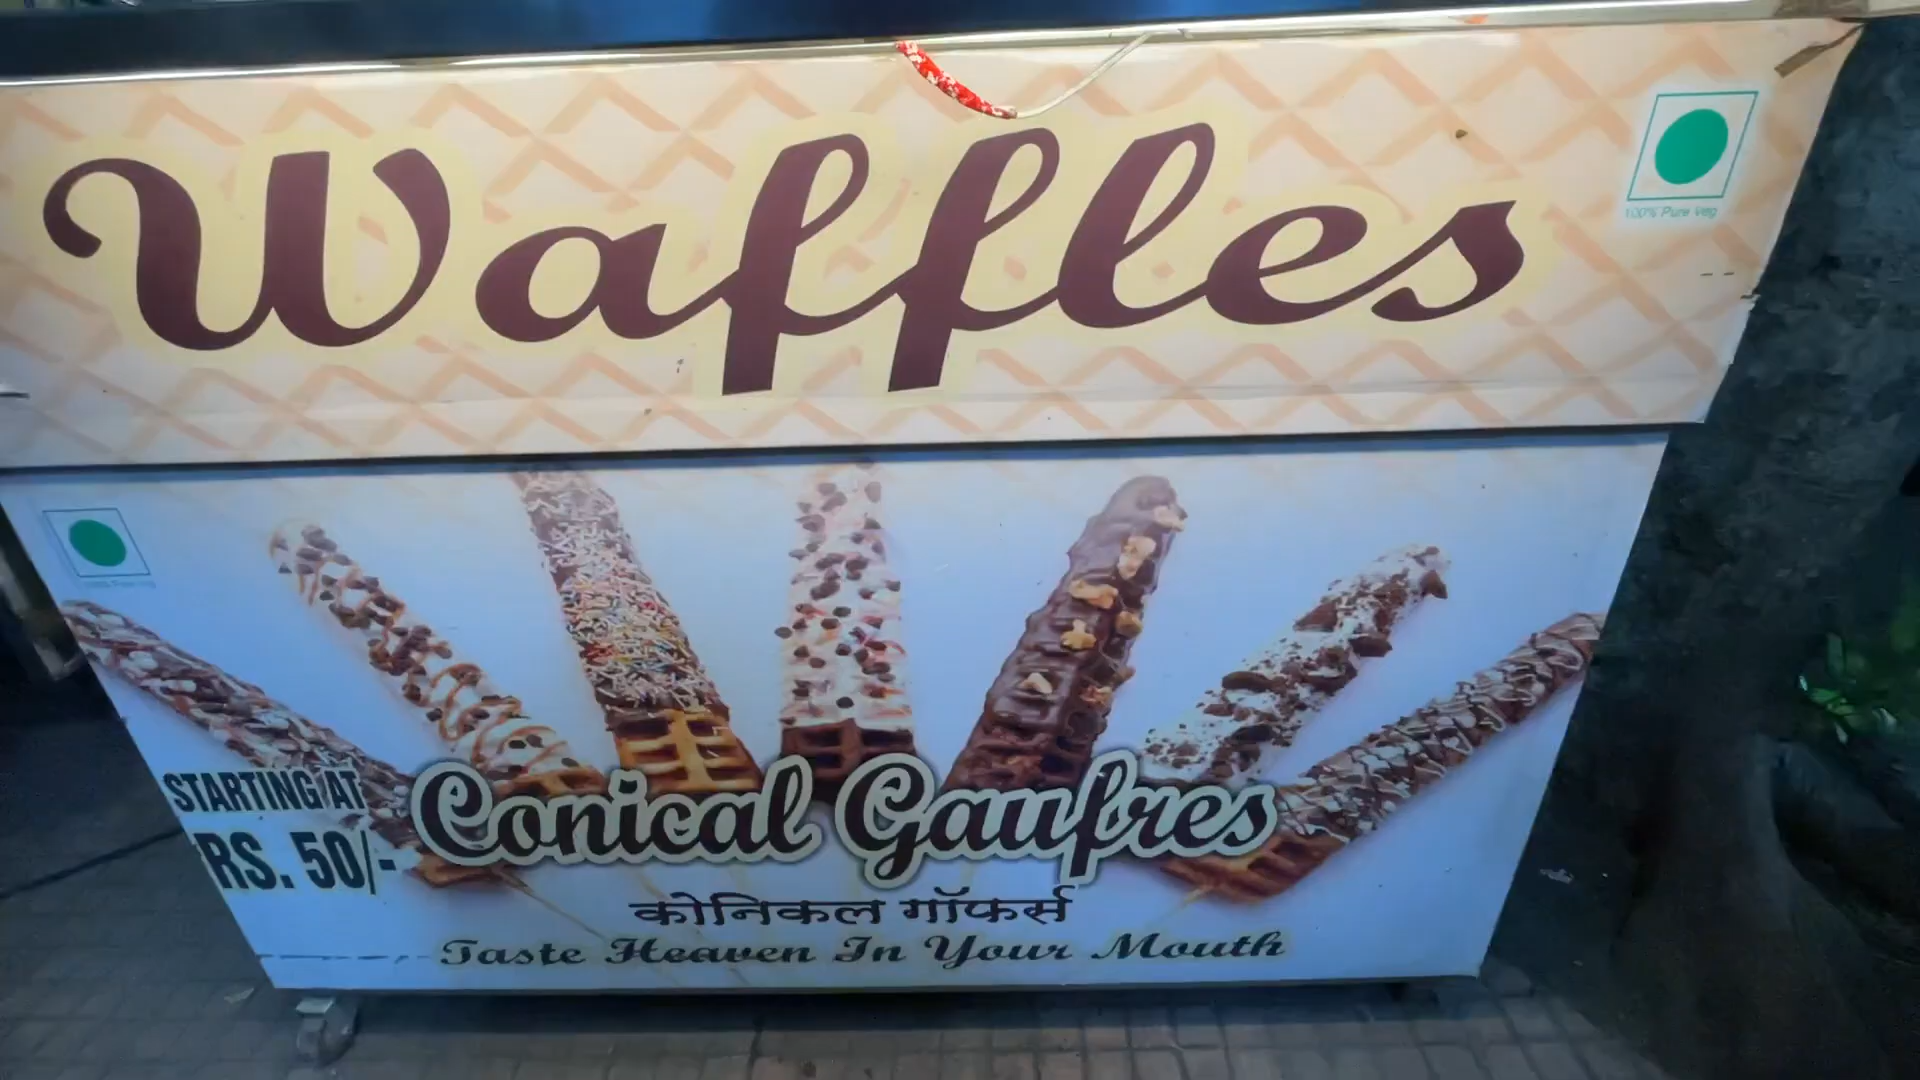 Waffles
100% Pure Veg
STARTING AT
RS. 50/-
Conical Gaufres
कोनिकल गॉफर्स
Taste Heaven In Your Mouth